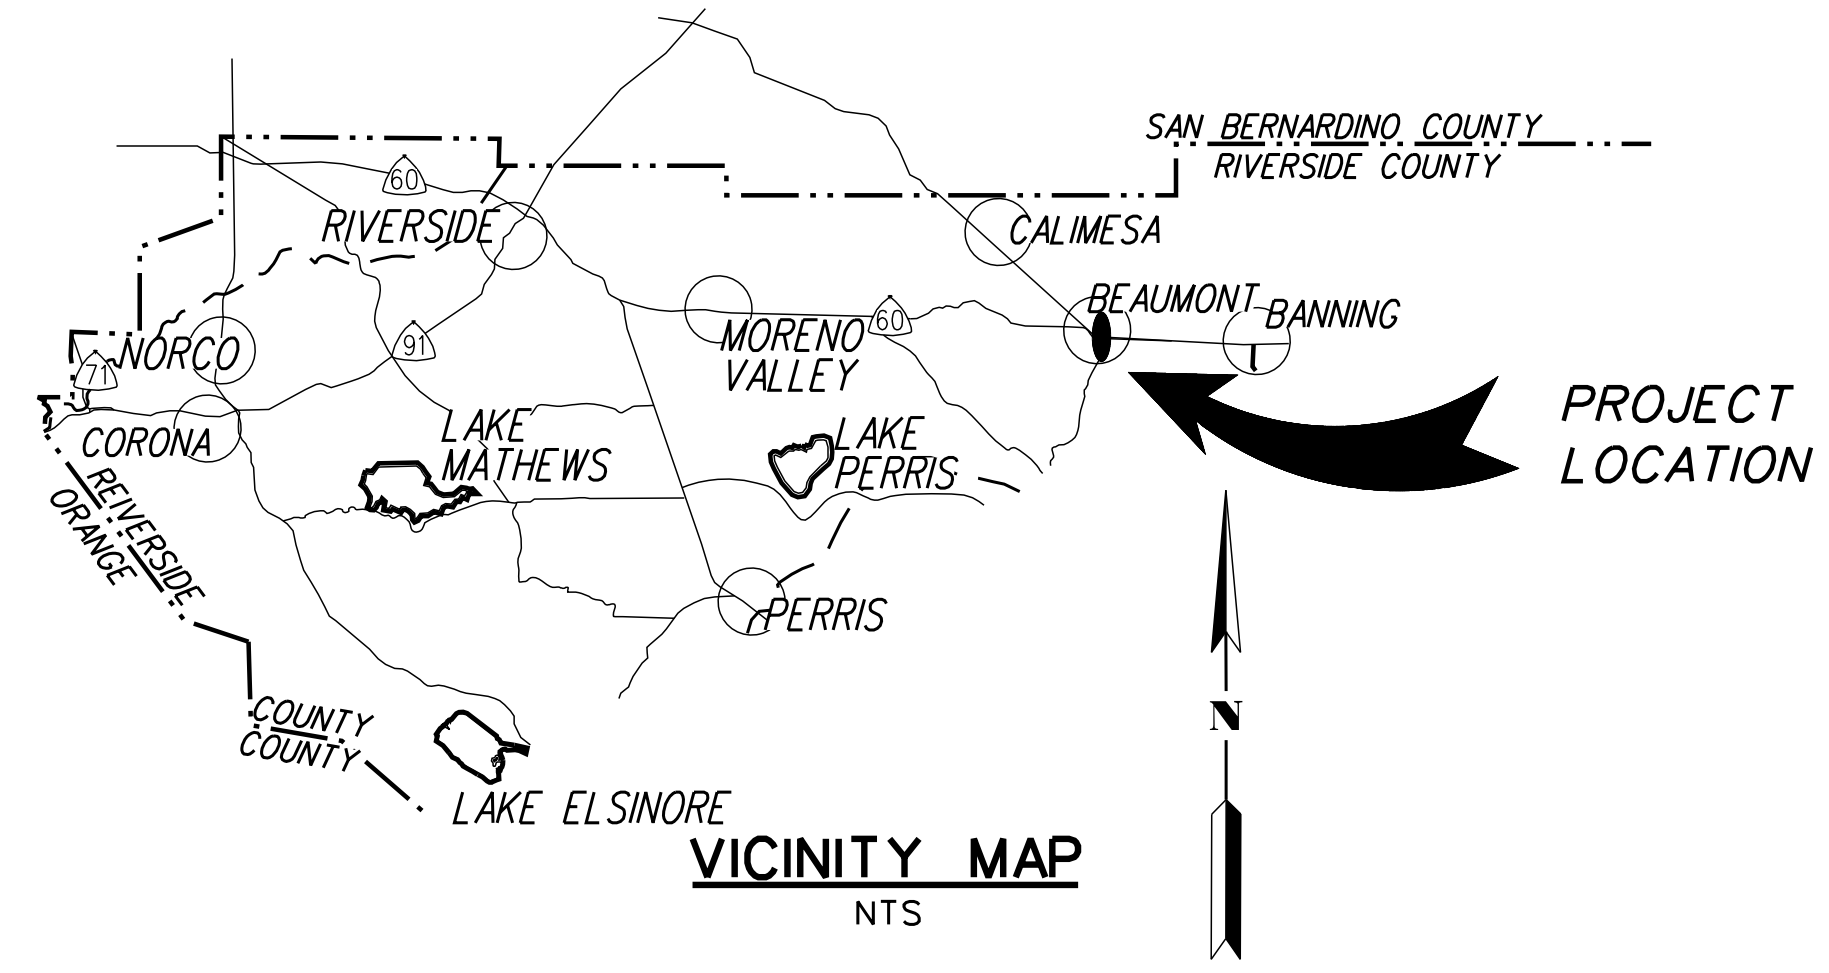 SAN BERNARDINO COUNTY
RIVERSIDE COUNTY
60
RIVERSIDE
CALIMESA
BEAUMONT
BANNING
MORENO
VALLEY
60
91
NORCO
71
CORONA
LAKE
MATHEWS
LAKE
PERRIS
PROJECT
LOCATION
REIVERSIDE
ORANGE
PERRIS
COUNTY
COUNTY
N
LAKE ELSINORE
VICINITY MAP
NTS